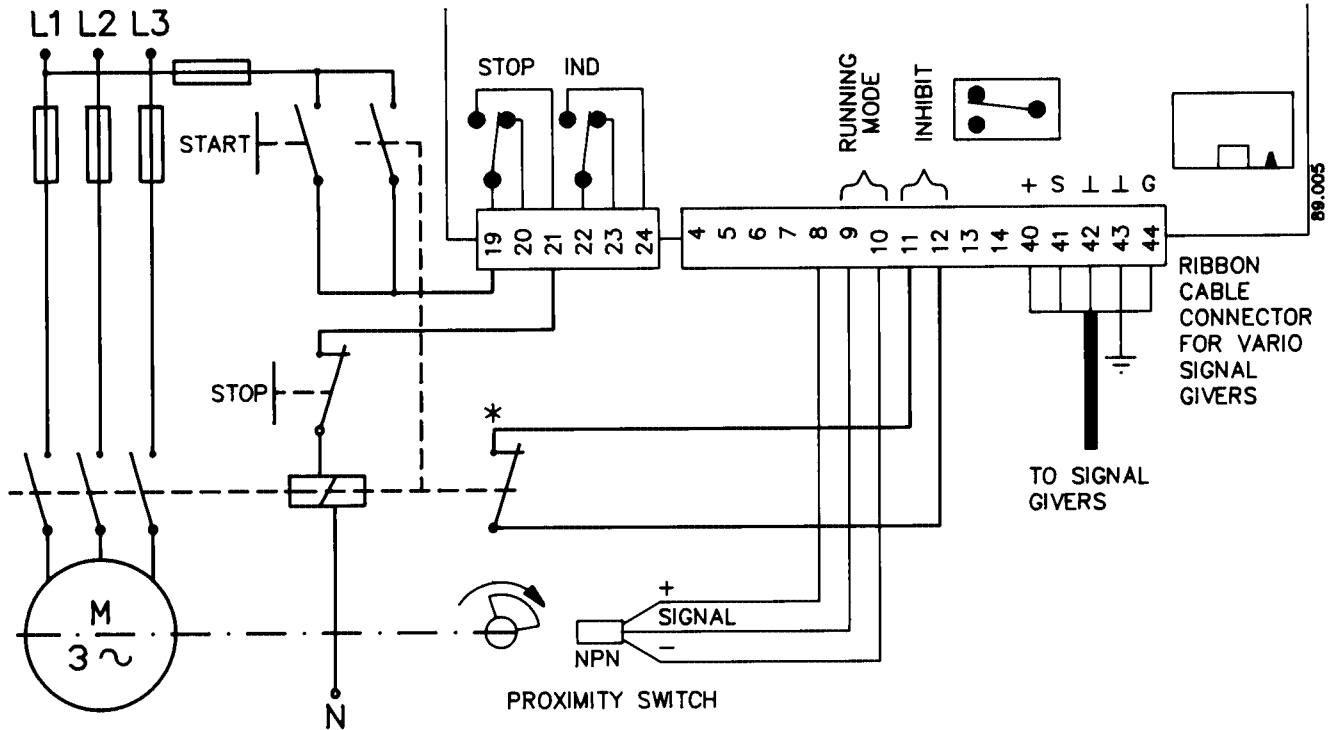 L1 L2 L3
STOP IND
START
RUNNING
MODE
INHIBIT
+ S ⊥ ⊥ G
19 20 21 22 23 24
4 5 6 7 8 9 10 11 12 13 14 40 41 42 43 44
89.005
RIBBON
CABLE
CONNECTOR
FOR VARIO
SIGNAL
GIVERS
STOP
*
TO SIGNAL
GIVERS
M
3 ~
+
SIGNAL
−
NPN
PROXIMITY SWITCH
N